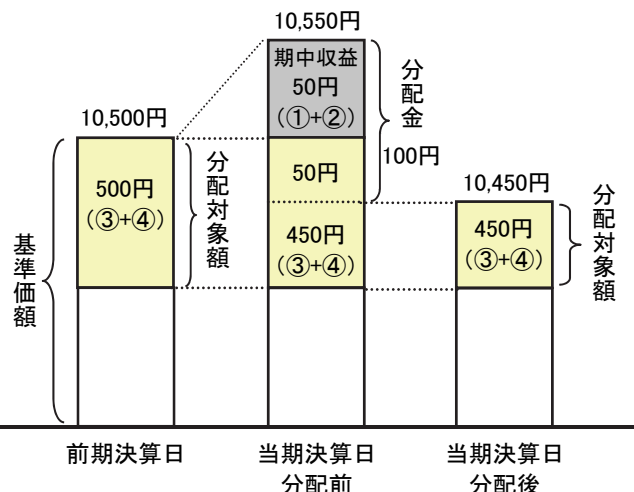 10,550円
期中収益
50円
（①+②）
分配金
100円
10,500円
500円
（③+④）
分配対象額
基準価額
50円
450円
（③+④）
10,450円
450円
（③+④）
分配対象額
前期決算日
当期決算日
分配前
当期決算日
分配後